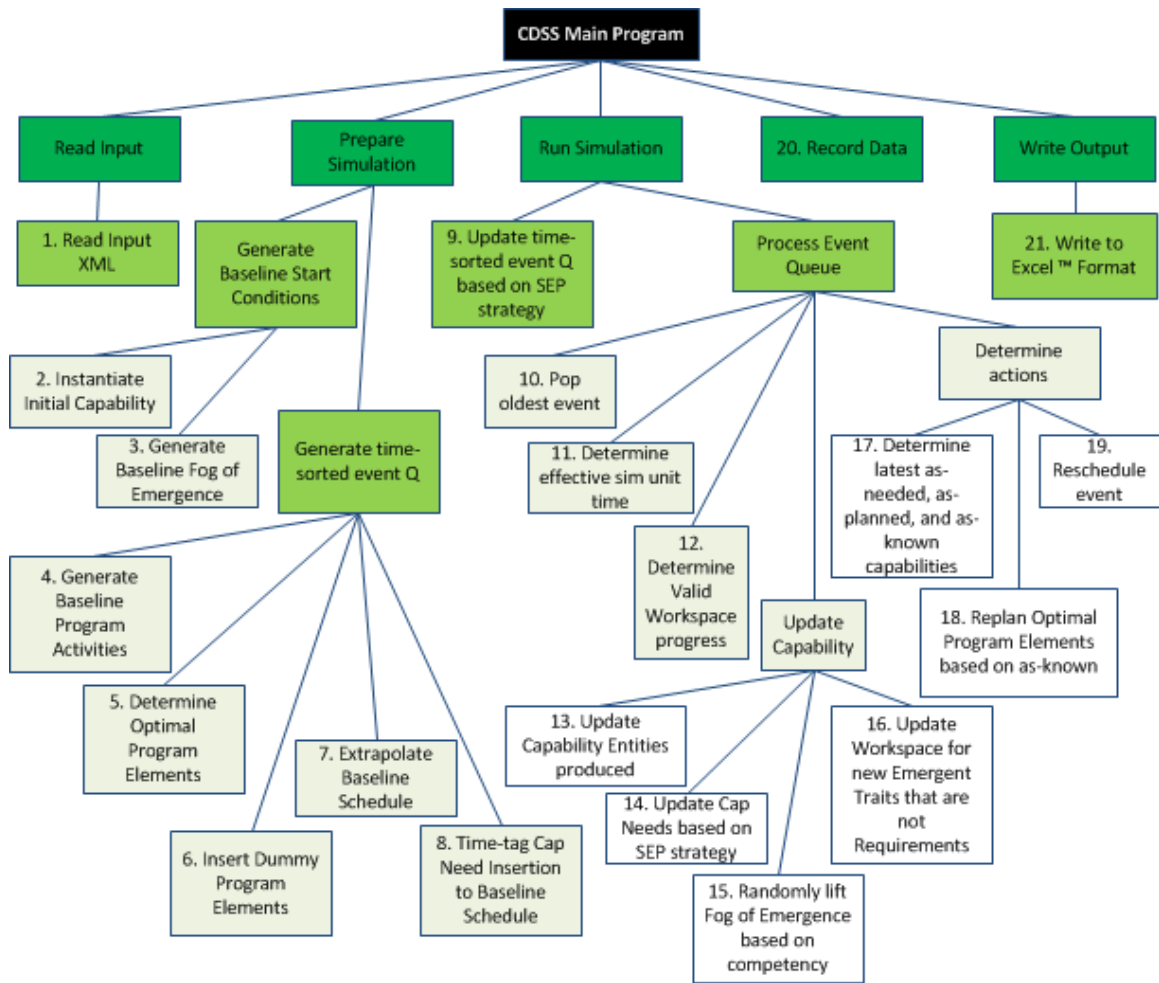 CDSS Main Program
Read Input
Prepare
Simulation
Run Simulation
20. Record Data
Write Output
1. Read Input
XML
Generate
Baseline Start
Conditions
9. Update time-
sorted event Q
based on SEP
strategy
Process Event
Queue
21. Write to
Excel ™ Format
2. Instantiate
Initial Capability
3. Generate
Baseline Fog of
Emergence
Generate time-
sorted event Q
10. Pop
oldest event
11. Determine
effective sim unit
time
12.
Determine
Valid
Workspace
progress
Determine
actions
17. Determine
latest as-
needed, as-
planned, and as-
known
capabilities
19.
Reschedule
event
18. Replan Optimal
Program Elements
based on as-known
4. Generate
Baseline
Program
Activities
5. Determine
Optimal
Program
Elements
6. Insert Dummy
Program
Elements
7. Extrapolate
Baseline
Schedule
8. Time-tag Cap
Need Insertion
to Baseline
Schedule
Update
Capability
13. Update
Capability Entities
produced
14. Update Cap
Needs based on
SEP strategy
15. Randomly lift
Fog of Emergence
based on
competency
16. Update
Workspace for
new Emergent
Traits that are
not
Requirements